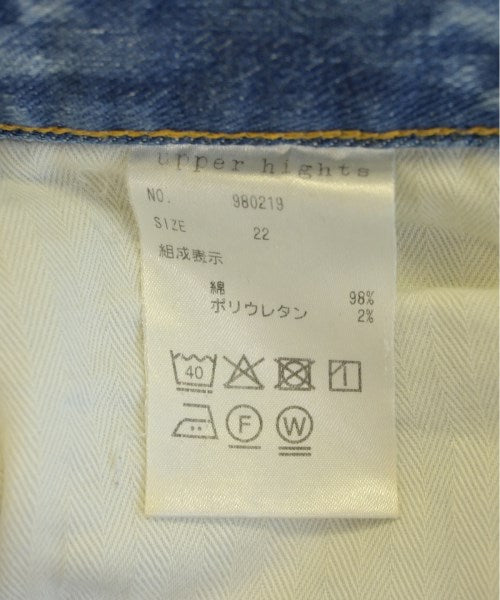 upper hights
NO. 980219
SIZE 22
組成表示
綿 98%
ポリウレタン 2%
40
F W